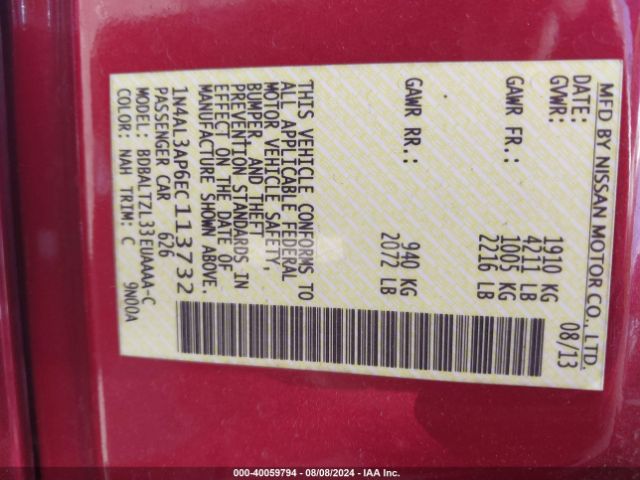 MFD BY NISSAN MOTOR CO., LTD.
DATE: 08/13
GVWR: 1910 KG
4211 LB
GAWR FR.: 1005 KG
2216 LB
GAWR RR.: 940 KG
2072 LB
THIS VEHICLE CONFORMS TO
ALL APPLICABLE FEDERAL
MOTOR VEHICLE SAFETY,
BUMPER, AND THEFT
PREVENTION STANDARDS IN
EFFECT ON THE DATE OF
MANUFACTURE SHOWN ABOVE.
1N4AL3AP6EC113732
PASSENGER CAR 626
MODEL: BDBALTZL33EUAAAA-C
COLOR: NAH TRIM: C 9N00A
000-40059794 - 08/08/2024 - IAA Inc.